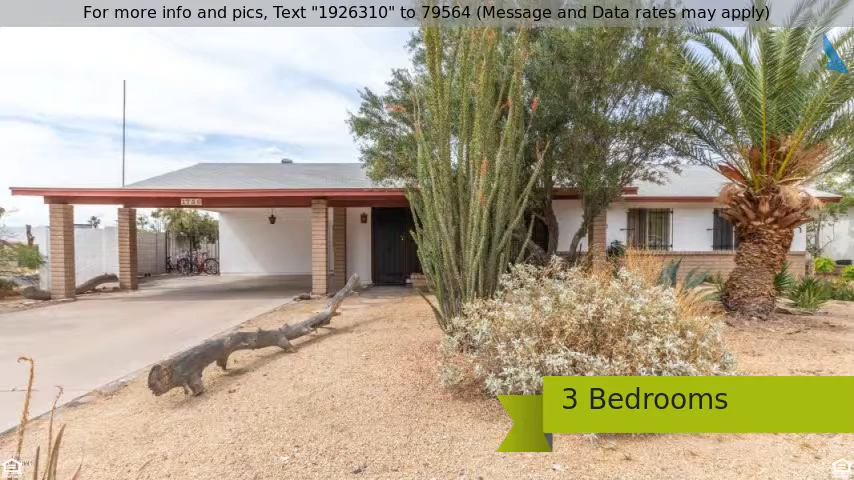 For more info and pics, Text "1926310" to 79564 (Message and Data rates may apply)
3 Bedrooms